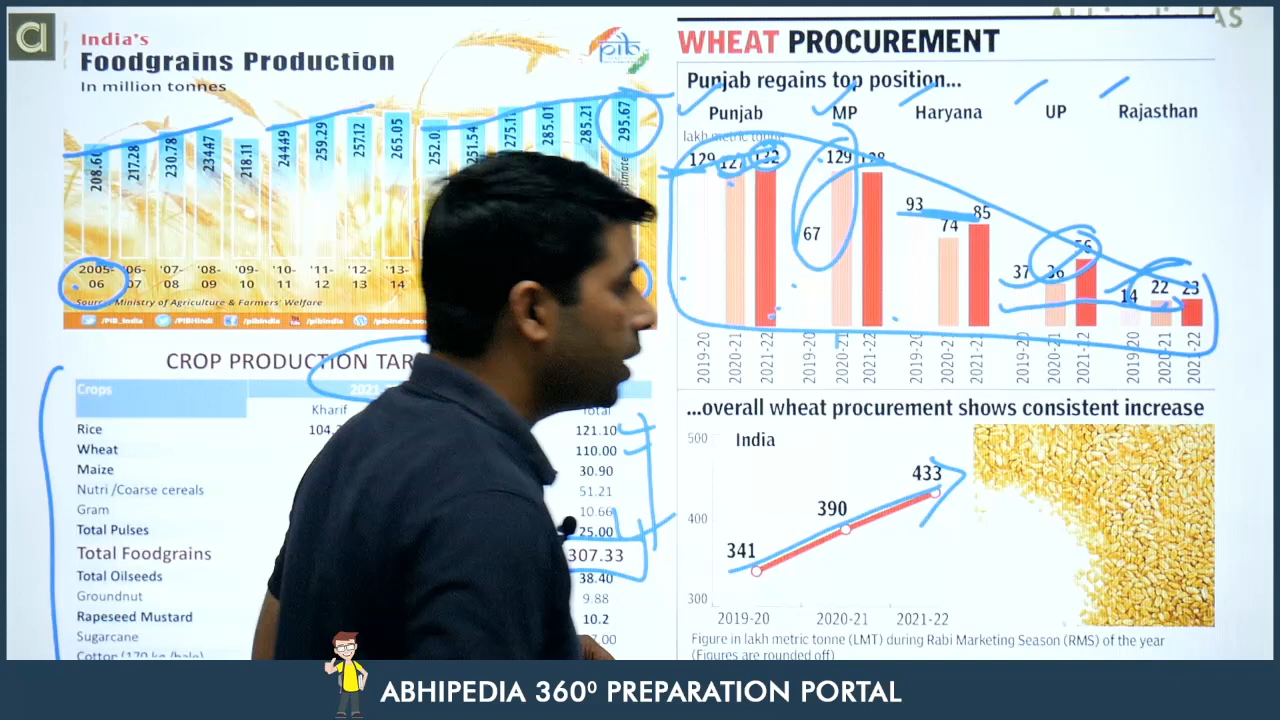 India's
Foodgrains Production
In million tonnes
pib
208.60 217.28 230.78 234.47 218.11 244.49 259.29 257.12 265.05 251.54 275.11 285.01 285.21 295.67
2005-06 '06-07 '07-08 '08-09 '09-10 '10-11 '11-12 '12-13 '13-14
Source: Ministry of Agriculture & Farmers' Welfare
/PIB_India /PIBHindi /pibindia /pibindia
CROP PRODUCTION
Crops
Kharif Total
Rice 121.10
Wheat 110.00
Maize 30.90
Nutri /Coarse cereals 51.21
Gram 10.66
Total Pulses 25.00
Total Foodgrains 307.33
Total Oilseeds 38.40
Groundnut 9.88
Rapeseed Mustard 10.2
Sugarcane
Cotton (170 kg /bale)
WHEAT PROCUREMENT
Punjab regains top position...
Punjab MP Haryana UP Rajasthan
lakh metric tonne
129 127 132 67 129 128 93 74 85 37 36 56 14 22 23
2019-20 2020-21 2021-22 2019-20 2020-21 2021-22 2019-20 2020-21 2021-22 2019-20 2020-21 2021-22 2019-20 2020-21 2021-22
...overall wheat procurement shows consistent increase
500
India
433
400
390
341
300
2019-20 2020-21 2021-22
Figure in lakh metric tonne (LMT) during Rabi Marketing Season (RMS) of the year
(Figures are rounded off)
ABHIPEDIA 360⁰ PREPARATION PORTAL